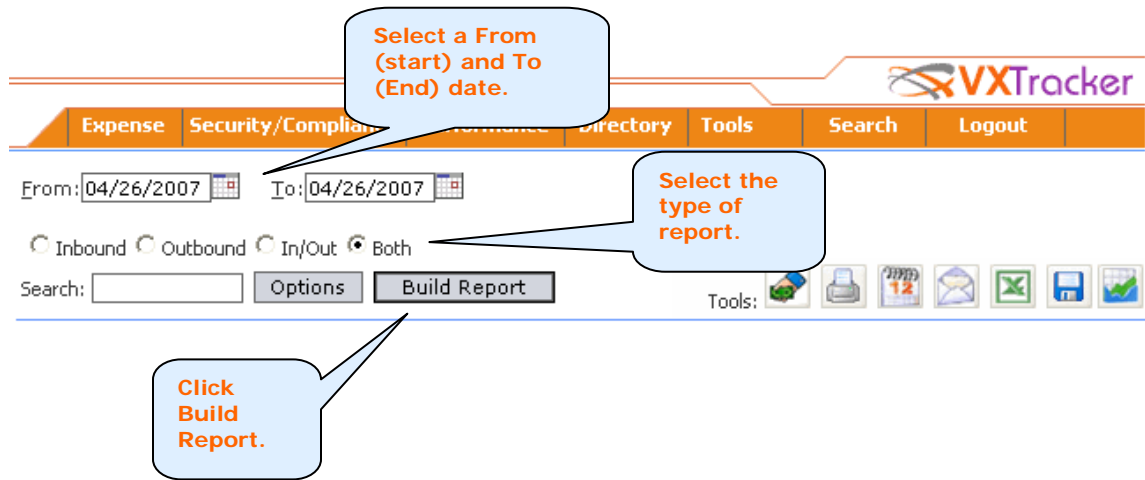 Select a From
(start) and To
(End) date.
VXTracker
Expense Security/Complian Directory Tools Search Logout
From: 04/26/2007 To: 04/26/2007
Select the
type of
report.
Inbound Outbound In/Out Both
Search: Options Build Report Tools: 12
Click
Build
Report.